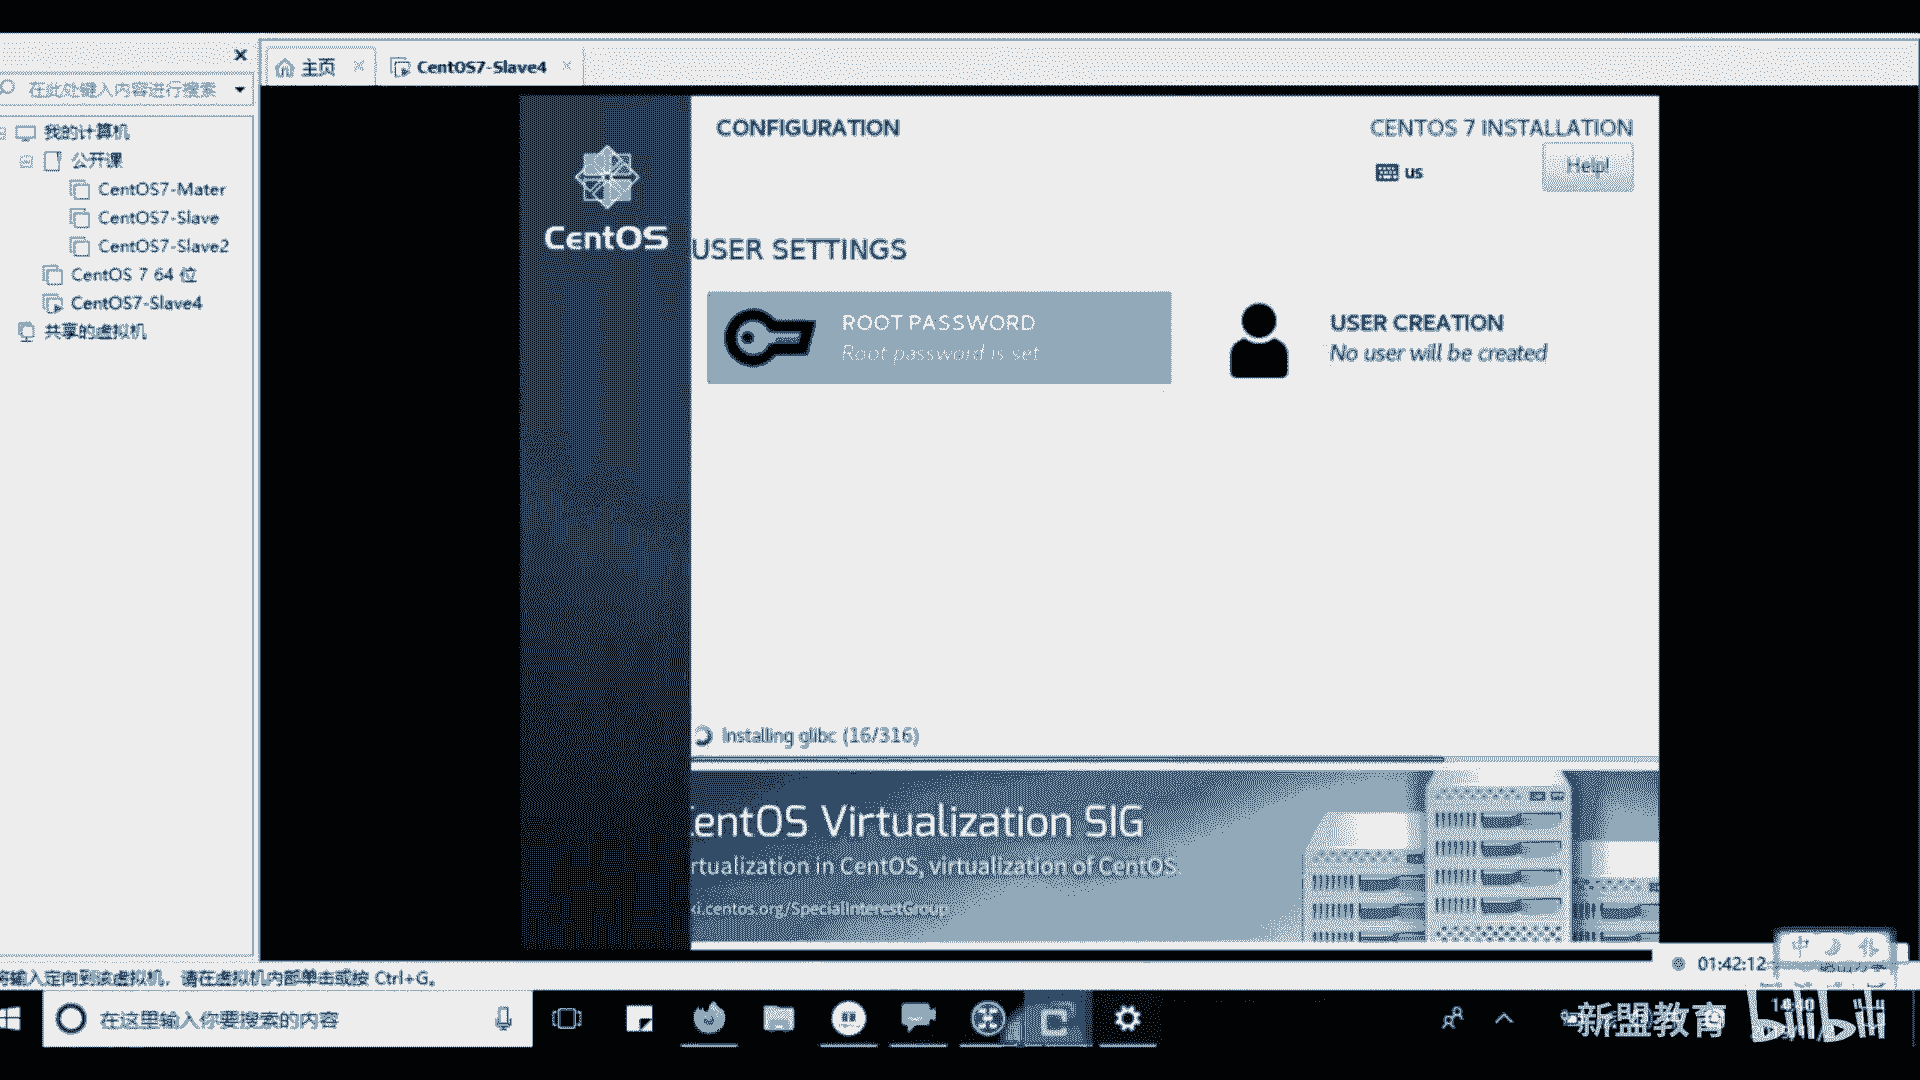 主页
CentOS7-Slave4
在此处键入内容进行搜索
我的计算机
公开课
CentOS7-Mater
CentOS7-Slave
CentOS7-Slave2
CentOS 7 64 位
CentOS7-Slave4
共享的虚拟机
CentOS
CONFIGURATION
CENTOS 7 INSTALLATION
us
Help!
USER SETTINGS
ROOT PASSWORD
Root password is set
USER CREATION
No user will be created
Installing glibc (16/316)
entOS Virtualization SIG
rtualization in CentOS, virtualization of CentOS.
ki.centos.org/SpecialInterestGroup
中
01:42:12
将输入定向到该虚拟机，请在虚拟机内部单击或按 Ctrl+G。
在这里输入你要搜索的内容
新盟教育
bilibili